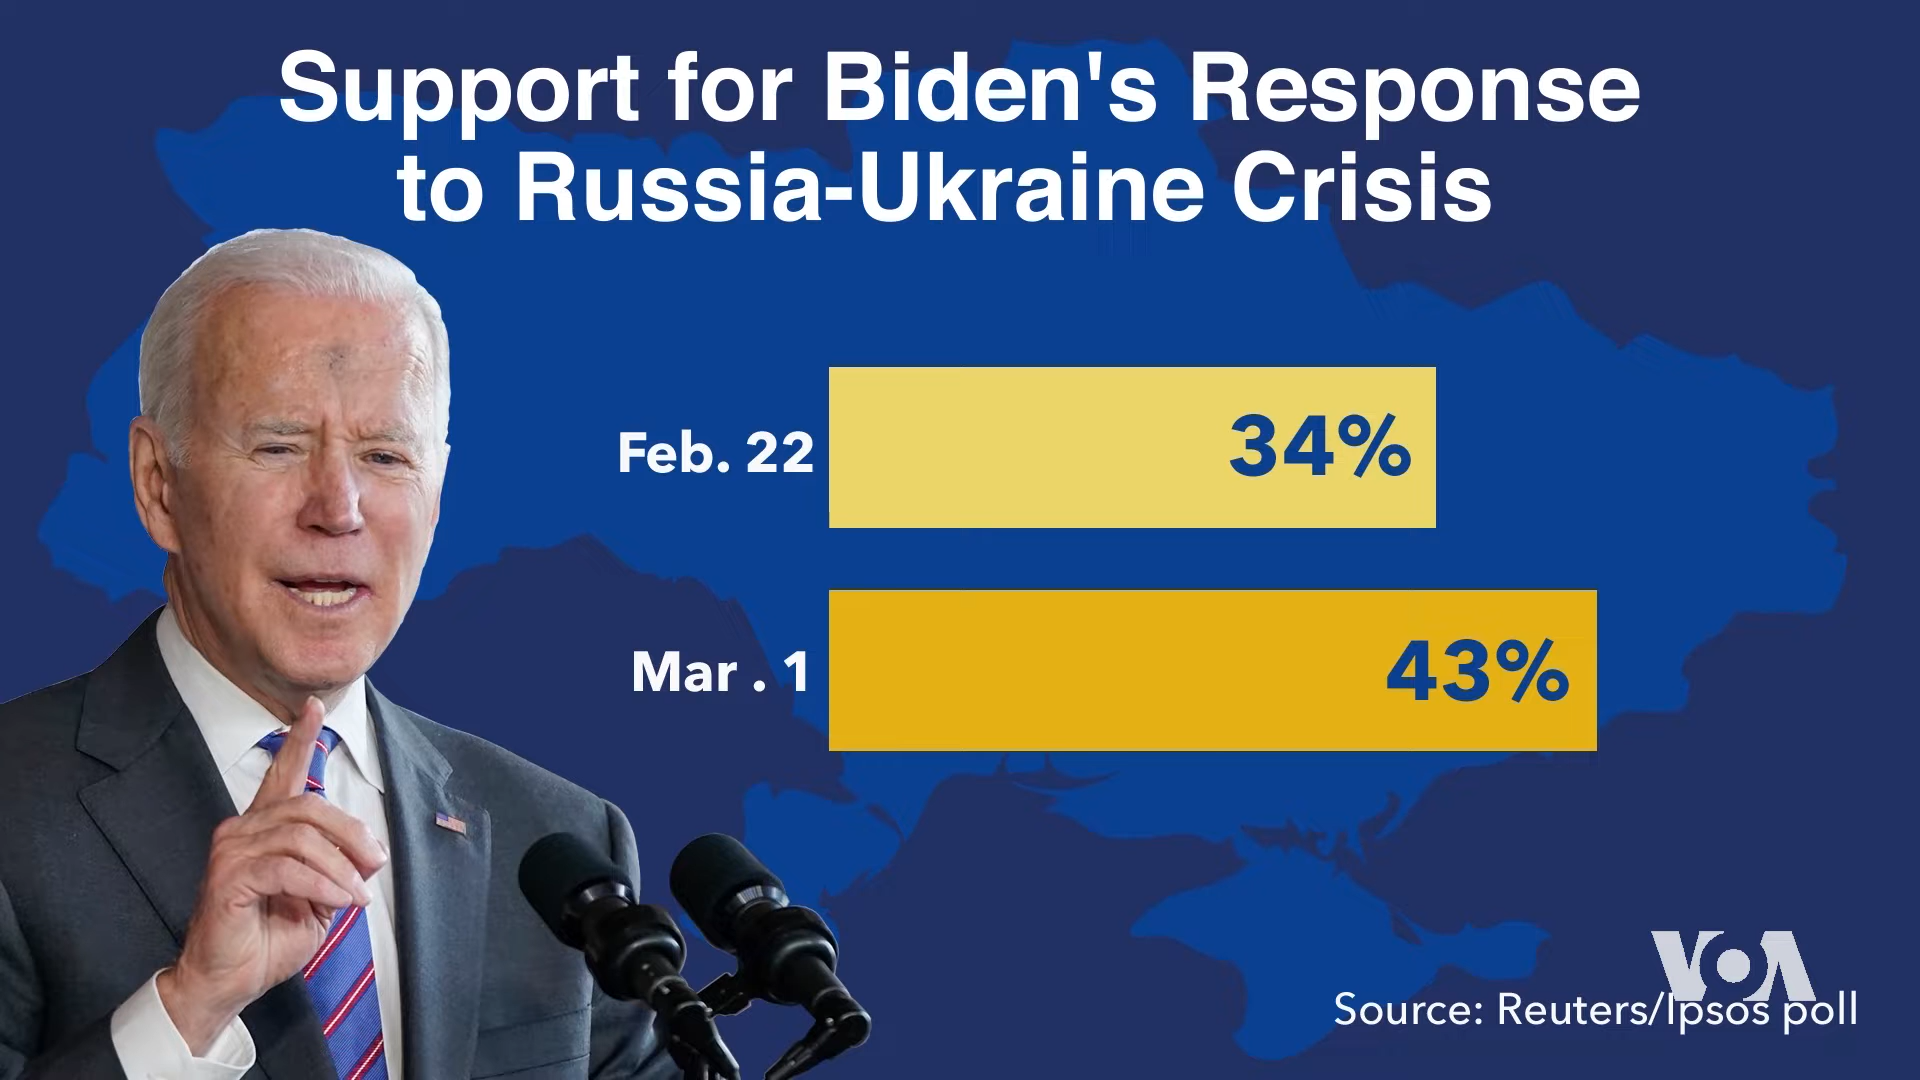 Support for Biden's Response
to Russia-Ukraine Crisis
Feb. 22
34%
Mar . 1
43%
VOA
Source: Reuters/Ipsos poll